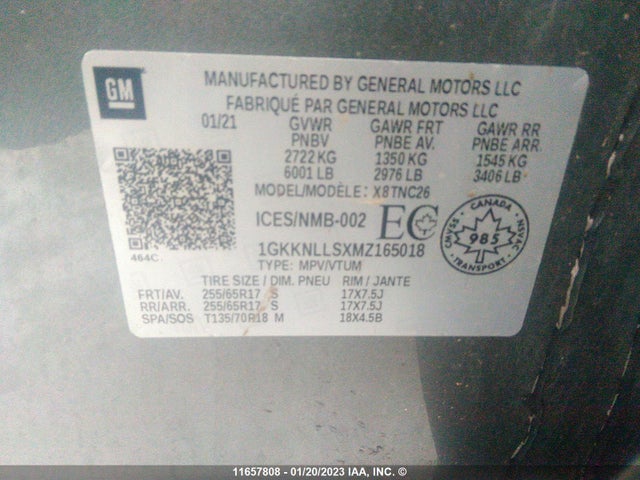 GM
MANUFACTURED BY GENERAL MOTORS LLC
FABRIQUÉ PAR GENERAL MOTORS LLC
01/21 GVWR GAWR FRT GAWR RR
PNBV PNBE AV. PNBE ARR.
2722 KG 1350 KG 1545 KG
6001 LB 2976 LB 3406 LB
MODEL/MODÈLE: X8TNC26
ICES/NMB-002 EC
CANADA
CMVSS 985 NSVAC
464C
1GKKNLLSXMZ165018
TYPE: MPV/VTUM
TIRE SIZE / DIM. PNEU RIM / JANTE
FRT/AV. 255/65R17 S 17X7.5J
RR/ARR. 255/65R17 S 17X7.5J
SPA/SOS T135/70R18 M 18X4.5B
11657808 - 01/20/2023 IAA, INC. ©